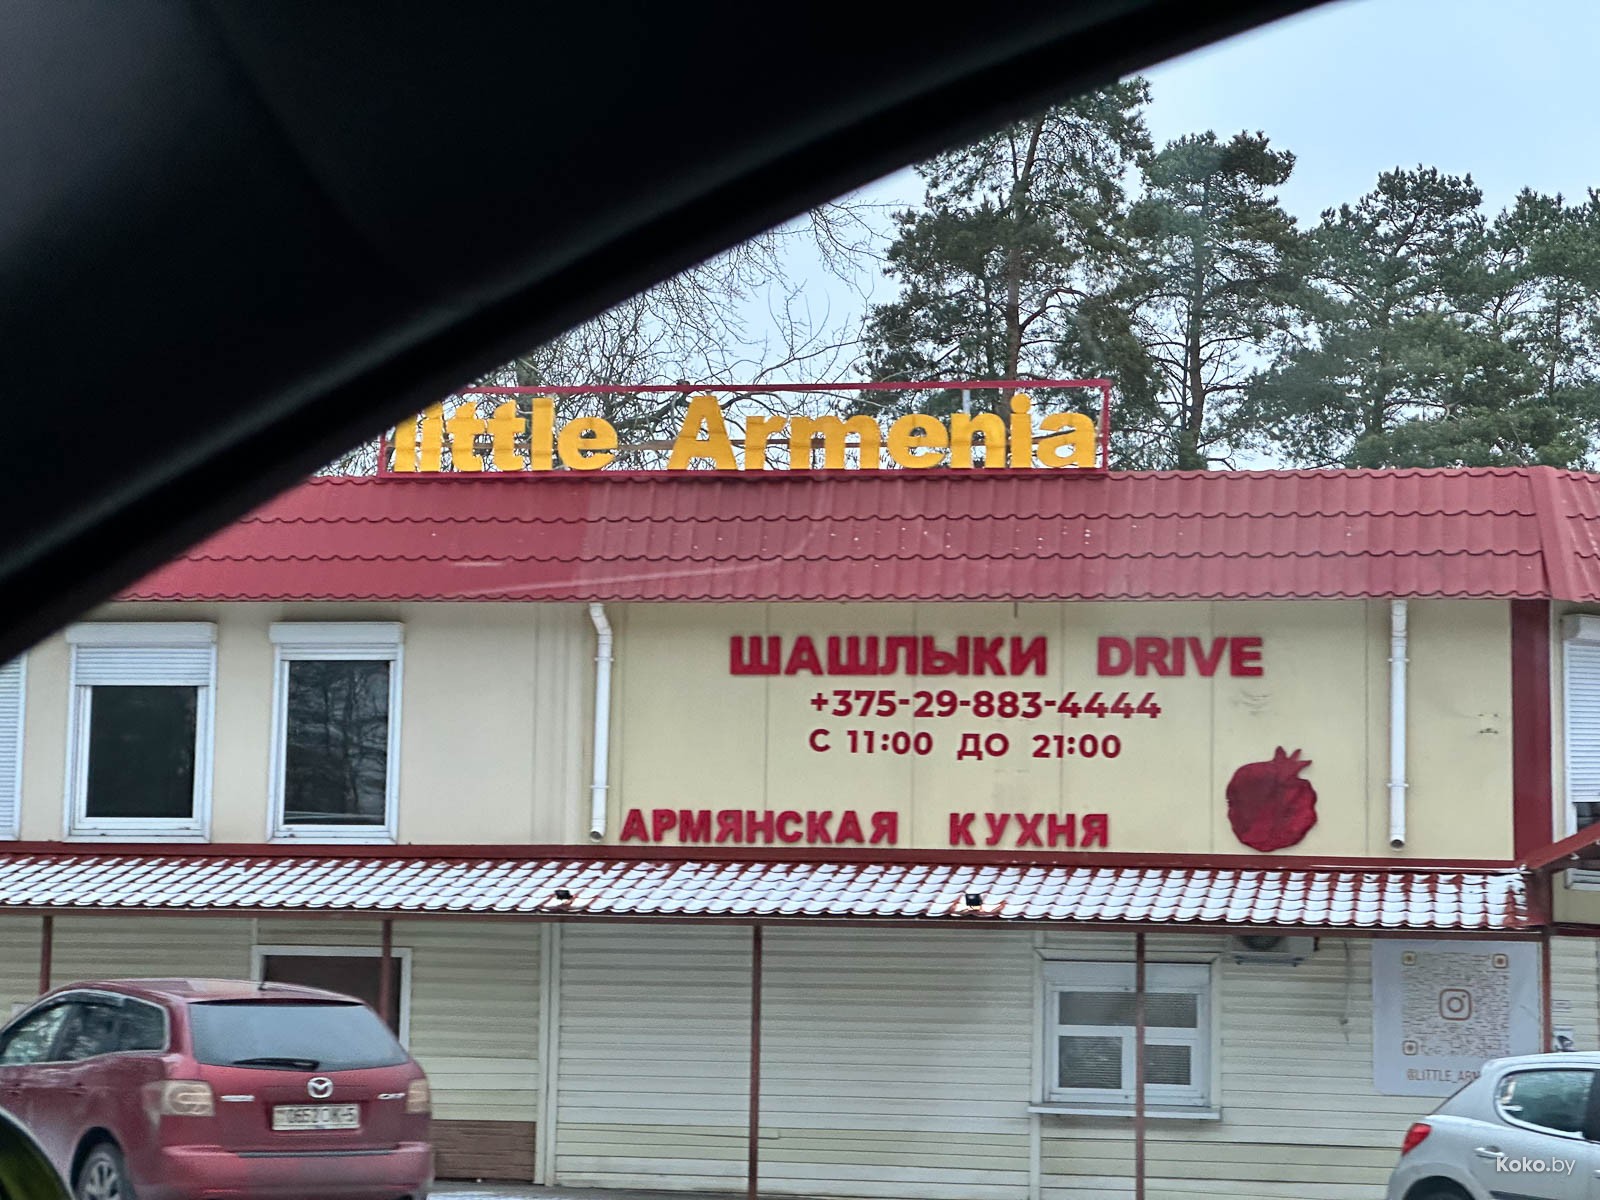 little Armenia
ШАШЛЫКИ DRIVE
+375-29-883-4444
С 11:00 ДО 21:00
АРМЯНСКАЯ КУХНЯ
Koko.by